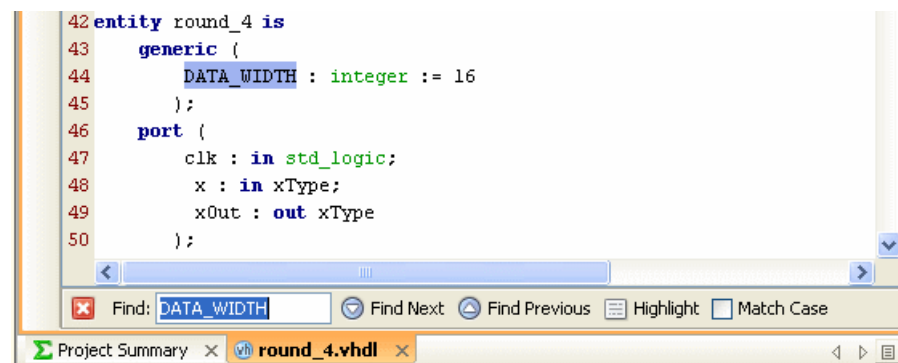 42 entity round_4 is
43 generic (
44 DATA_WIDTH : integer := 16
45 );
46 port (
47 clk : in std_logic;
48 x : in xType;
49 xOut : out xType
50 );
Find: DATA_WIDTH Find Next Find Previous Highlight Match Case
Σ Project Summary × vh round_4.vhdl ×